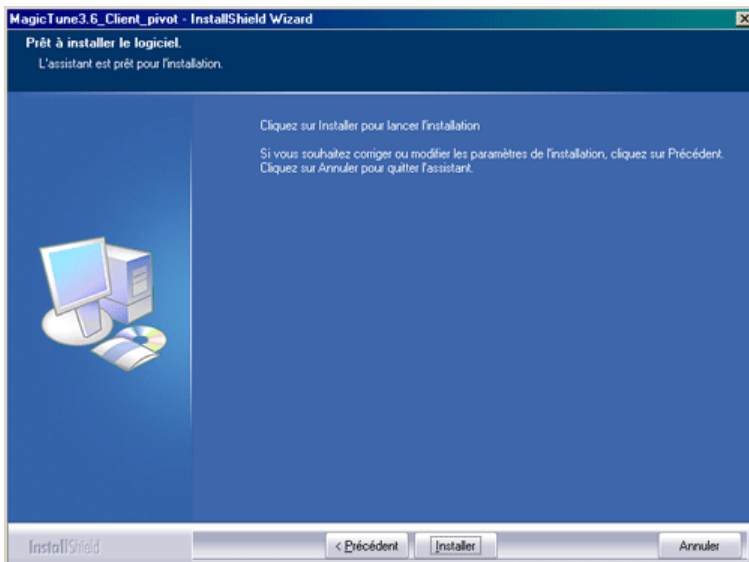 MagicTune3.6_Client_pivot - InstallShield Wizard
Prêt à installer le logiciel.
L'assistant est prêt pour l'installation.
Cliquez sur Installer pour lancer l'installation
Si vous souhaitez corriger ou modifier les paramètres de l'installation, cliquez sur Précédent.
Cliquez sur Annuler pour quitter l'assistant.
InstallShield
< Précédent
Installer
Annuler